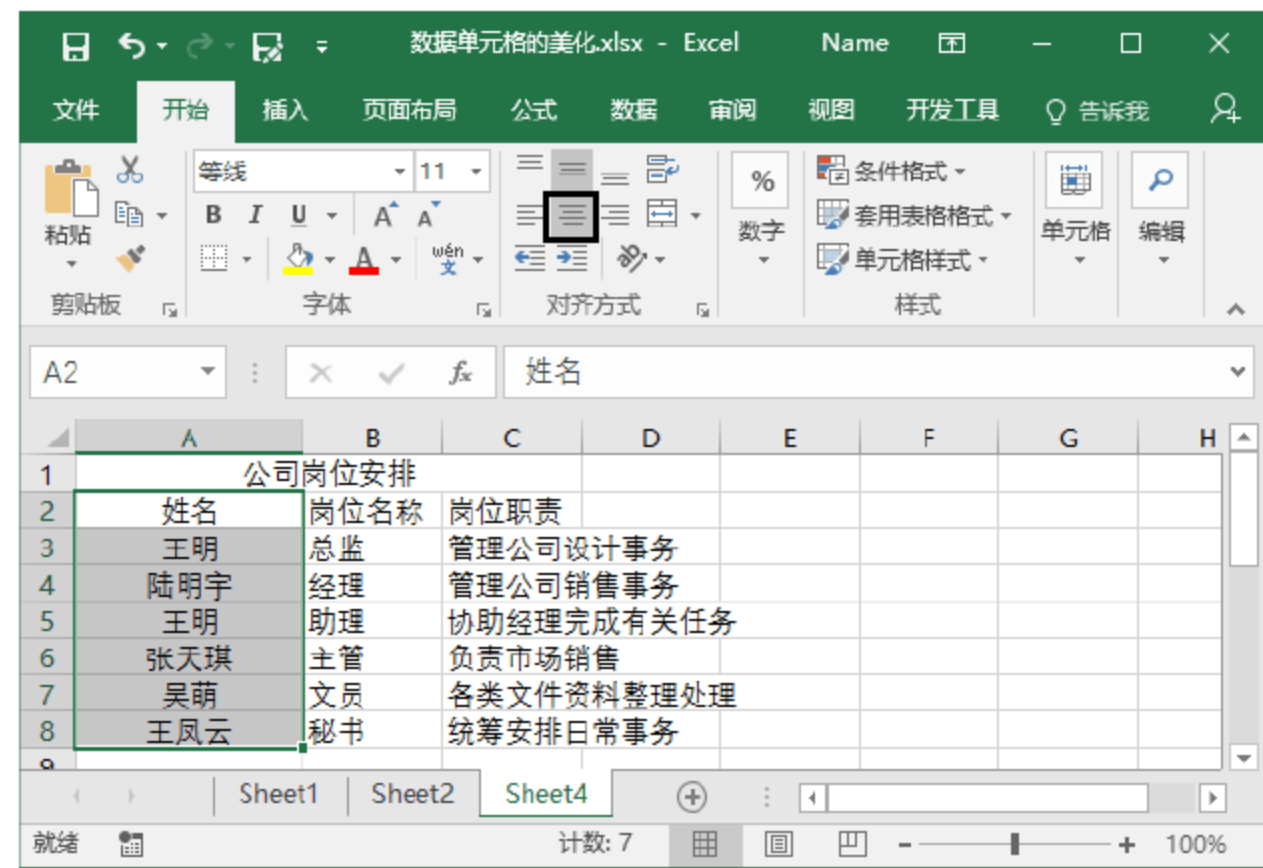 数据单元格的美化.xlsx - Excel Name
文件 开始 插入 页面布局 公式 数据 审阅 视图 开发工具 告诉我
等线 11 % 条件格式
粘贴 B I U A A 数字 套用表格格式 单元格 编辑
A wén 文 单元格样式
剪贴板 字体 对齐方式 样式
A2 fx 姓名
A B C D E F G H
1 公司岗位安排
2 姓名 岗位名称 岗位职责
3 王明 总监 管理公司设计事务
4 陆明宇 经理 管理公司销售事务
5 王明 助理 协助经理完成有关任务
6 张天琪 主管 负责市场销售
7 吴萌 文员 各类文件资料整理处理
8 王凤云 秘书 统筹安排日常事务
9
Sheet1 Sheet2 Sheet4
就绪 计数: 7 100%